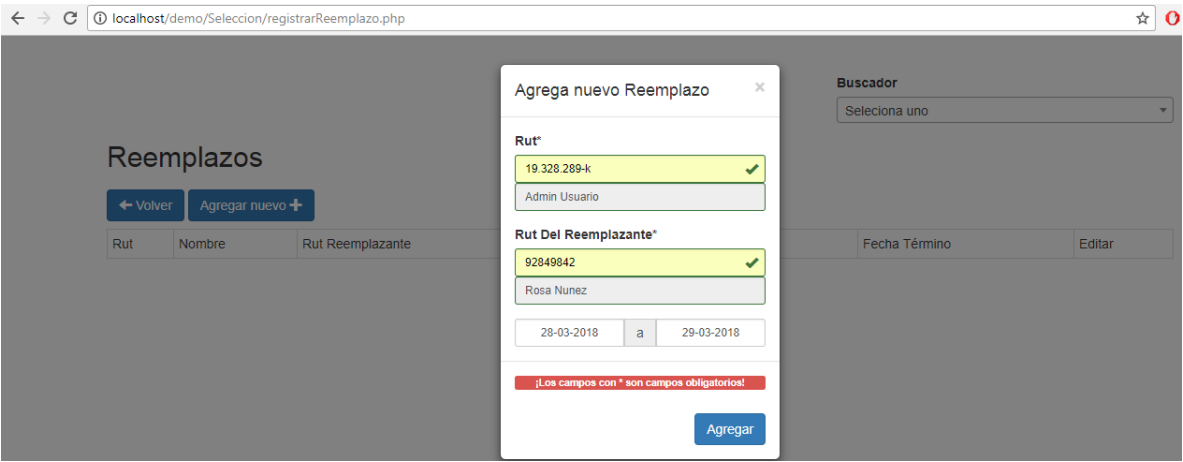 localhost/demo/Seleccion/registrarReemplazo.php
Buscador
Seleciona uno
Reemplazos
Volver
Agregar nuevo
Rut
Nombre
Rut Reemplazante
Fecha Término
Editar
Agrega nuevo Reemplazo
×
Rut*
19.328.289-k
Admin Usuario
Rut Del Reemplazante*
92849842
Rosa Nunez
28-03-2018 a 29-03-2018
¡Los campos con * son campos obligatorios!
Agregar